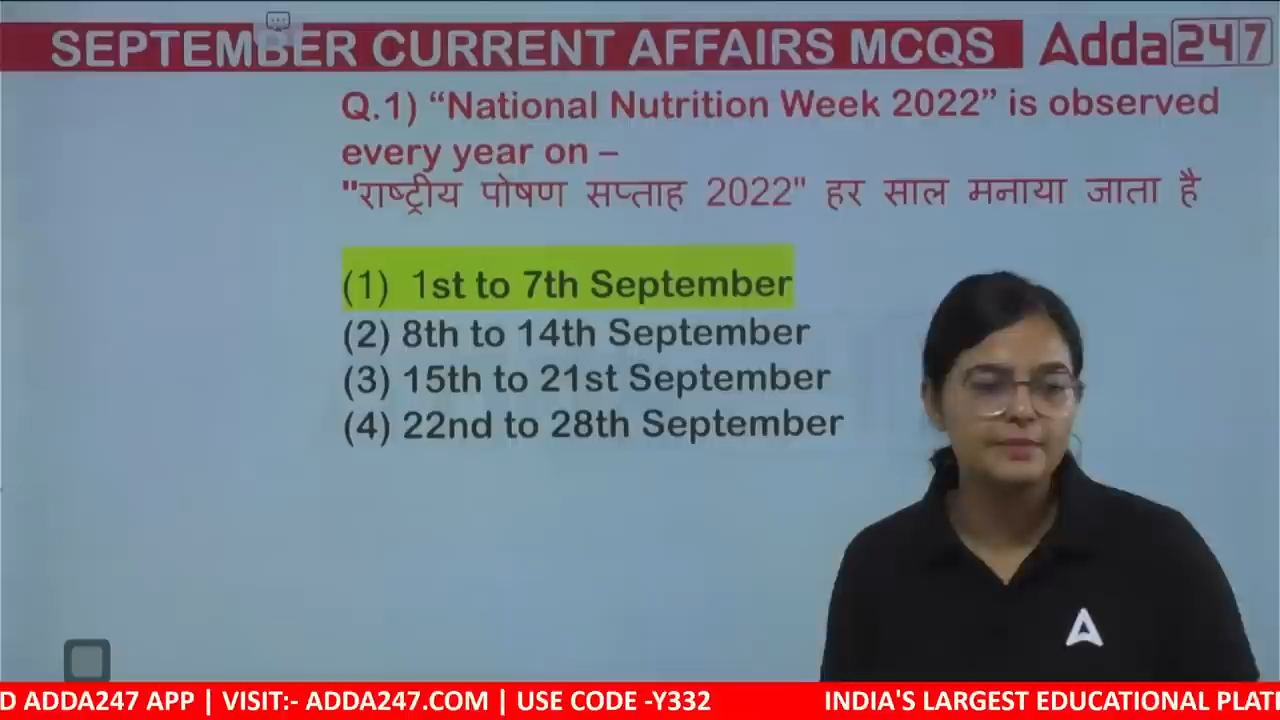 SEPTEMBER CURRENT AFFAIRS MCQS
Adda247
Q.1) “National Nutrition Week 2022” is observed
every year on –
"राष्ट्रीय पोषण सप्ताह 2022" हर साल मनाया जाता है
(1) 1st to 7th September
(2) 8th to 14th September
(3) 15th to 21st September
(4) 22nd to 28th September
D ADDA247 APP | VISIT:- ADDA247.COM | USE CODE -Y332 INDIA'S LARGEST EDUCATIONAL PLAT